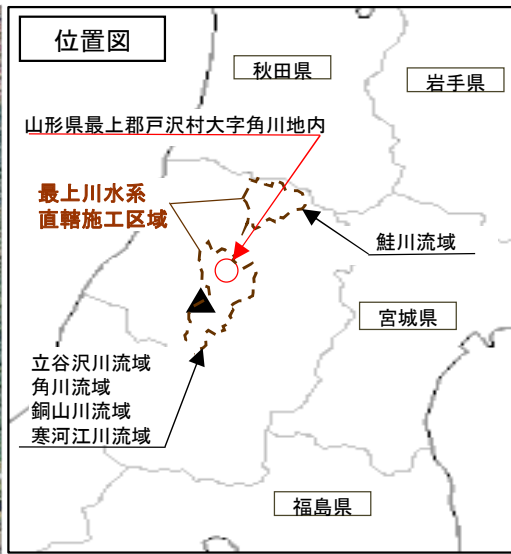 位置図
秋田県
岩手県
山形県最上郡戸沢村大字角川地内
最上川水系
直轄施工区域
鮭川流域
宮城県
立谷沢川流域
角川流域
銅山川流域
寒河江川流域
福島県